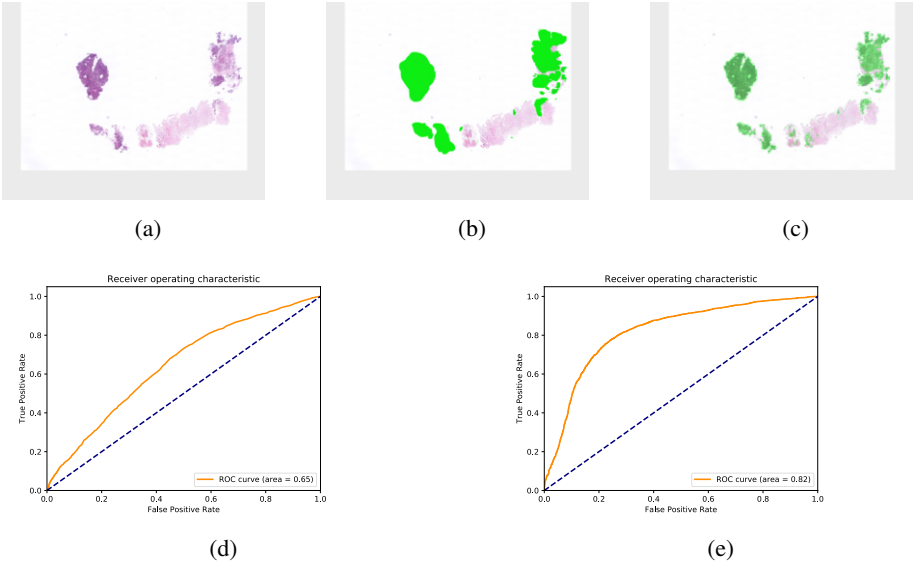 (a)
(b)
(c)
Receiver operating characteristic
1.0
0.8
0.6
0.4
0.2
0.0
True Positive Rate
0.0 0.2 0.4 0.6 0.8 1.0
False Positive Rate
ROC curve (area = 0.65)
(d)
Receiver operating characteristic
1.0
0.8
0.6
0.4
0.2
0.0
True Positive Rate
0.0 0.2 0.4 0.6 0.8 1.0
False Positive Rate
ROC curve (area = 0.82)
(e)